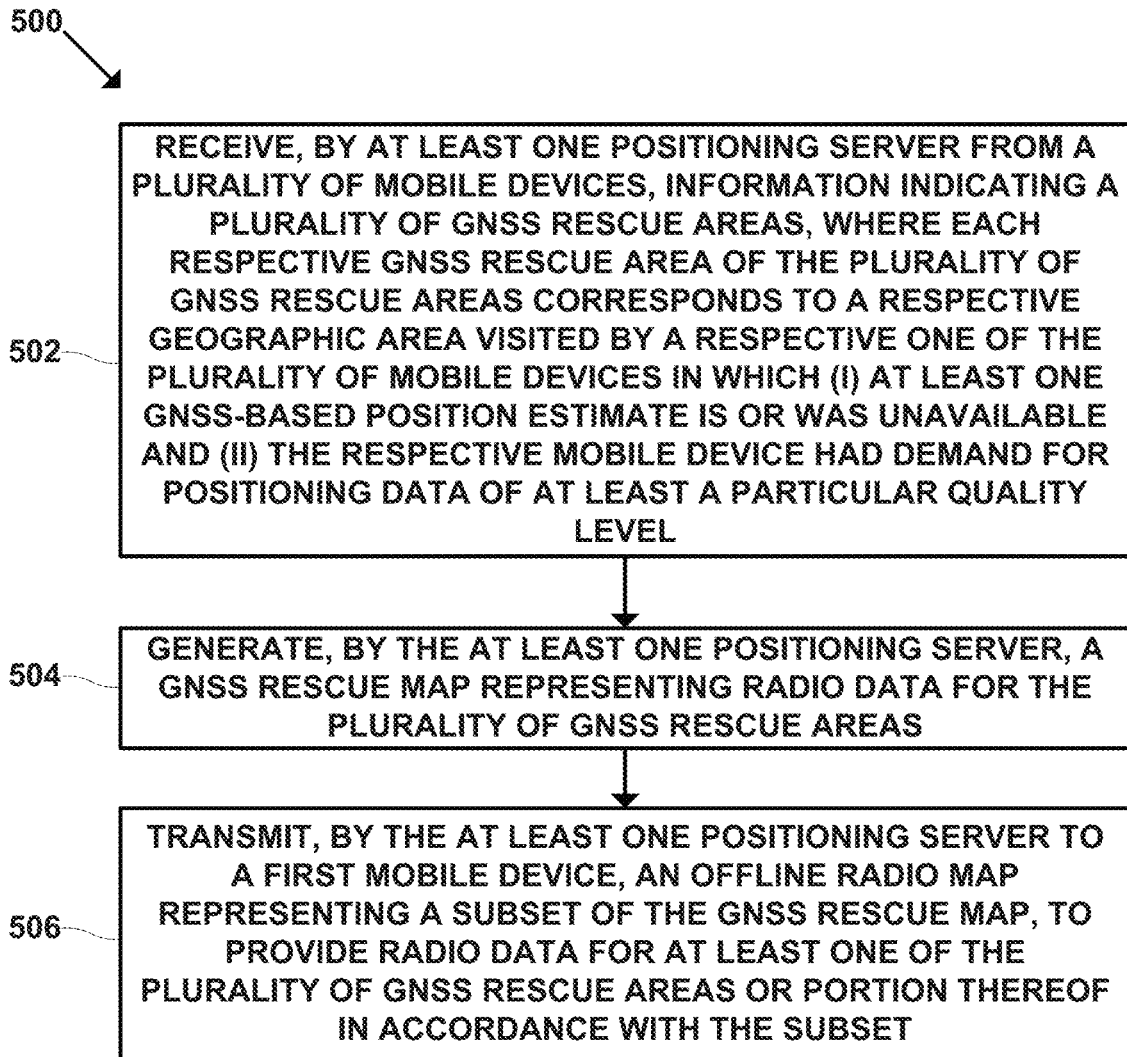 500
RECEIVE, BY AT LEAST ONE POSITIONING SERVER FROM A
PLURALITY OF MOBILE DEVICES, INFORMATION INDICATING A
PLURALITY OF GNSS RESCUE AREAS, WHERE EACH
RESPECTIVE GNSS RESCUE AREA OF THE PLURALITY OF
GNSS RESCUE AREAS CORRESPONDS TO A RESPECTIVE
GEOGRAPHIC AREA VISITED BY A RESPECTIVE ONE OF THE
PLURALITY OF MOBILE DEVICES IN WHICH (I) AT LEAST ONE
GNSS-BASED POSITION ESTIMATE IS OR WAS UNAVAILABLE
AND (II) THE RESPECTIVE MOBILE DEVICE HAD DEMAND FOR
POSITIONING DATA OF AT LEAST A PARTICULAR QUALITY
LEVEL
502
GENERATE, BY THE AT LEAST ONE POSITIONING SERVER, A
GNSS RESCUE MAP REPRESENTING RADIO DATA FOR THE
PLURALITY OF GNSS RESCUE AREAS
504
TRANSMIT, BY THE AT LEAST ONE POSITIONING SERVER TO
A FIRST MOBILE DEVICE, AN OFFLINE RADIO MAP
REPRESENTING A SUBSET OF THE GNSS RESCUE MAP, TO
PROVIDE RADIO DATA FOR AT LEAST ONE OF THE
PLURALITY OF GNSS RESCUE AREAS OR PORTION THEREOF
IN ACCORDANCE WITH THE SUBSET
506